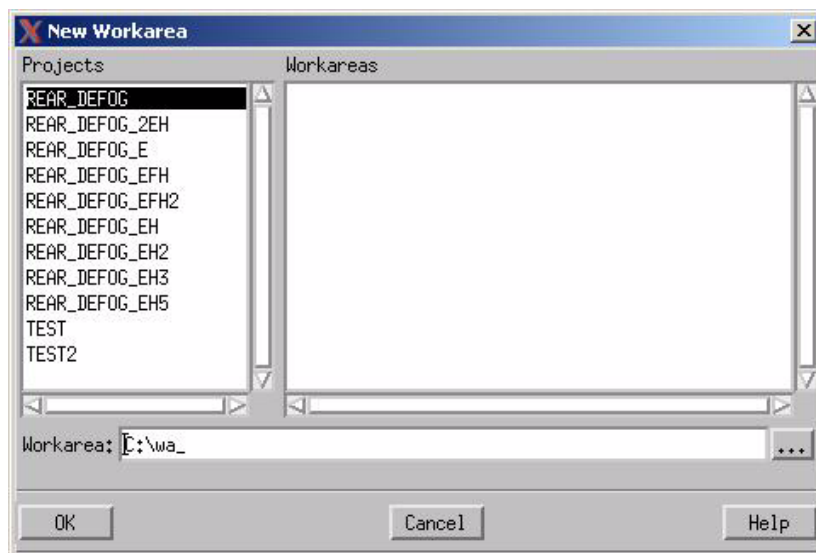 New Workarea
Projects
Workareas
REAR_DEFOG
REAR_DEFOG_2EH
REAR_DEFOG_E
REAR_DEFOG_EFH
REAR_DEFOG_EFH2
REAR_DEFOG_EH
REAR_DEFOG_EH2
REAR_DEFOG_EH3
REAR_DEFOG_EH5
TEST
TEST2
Workarea: C:\wa_
...
OK
Cancel
Help